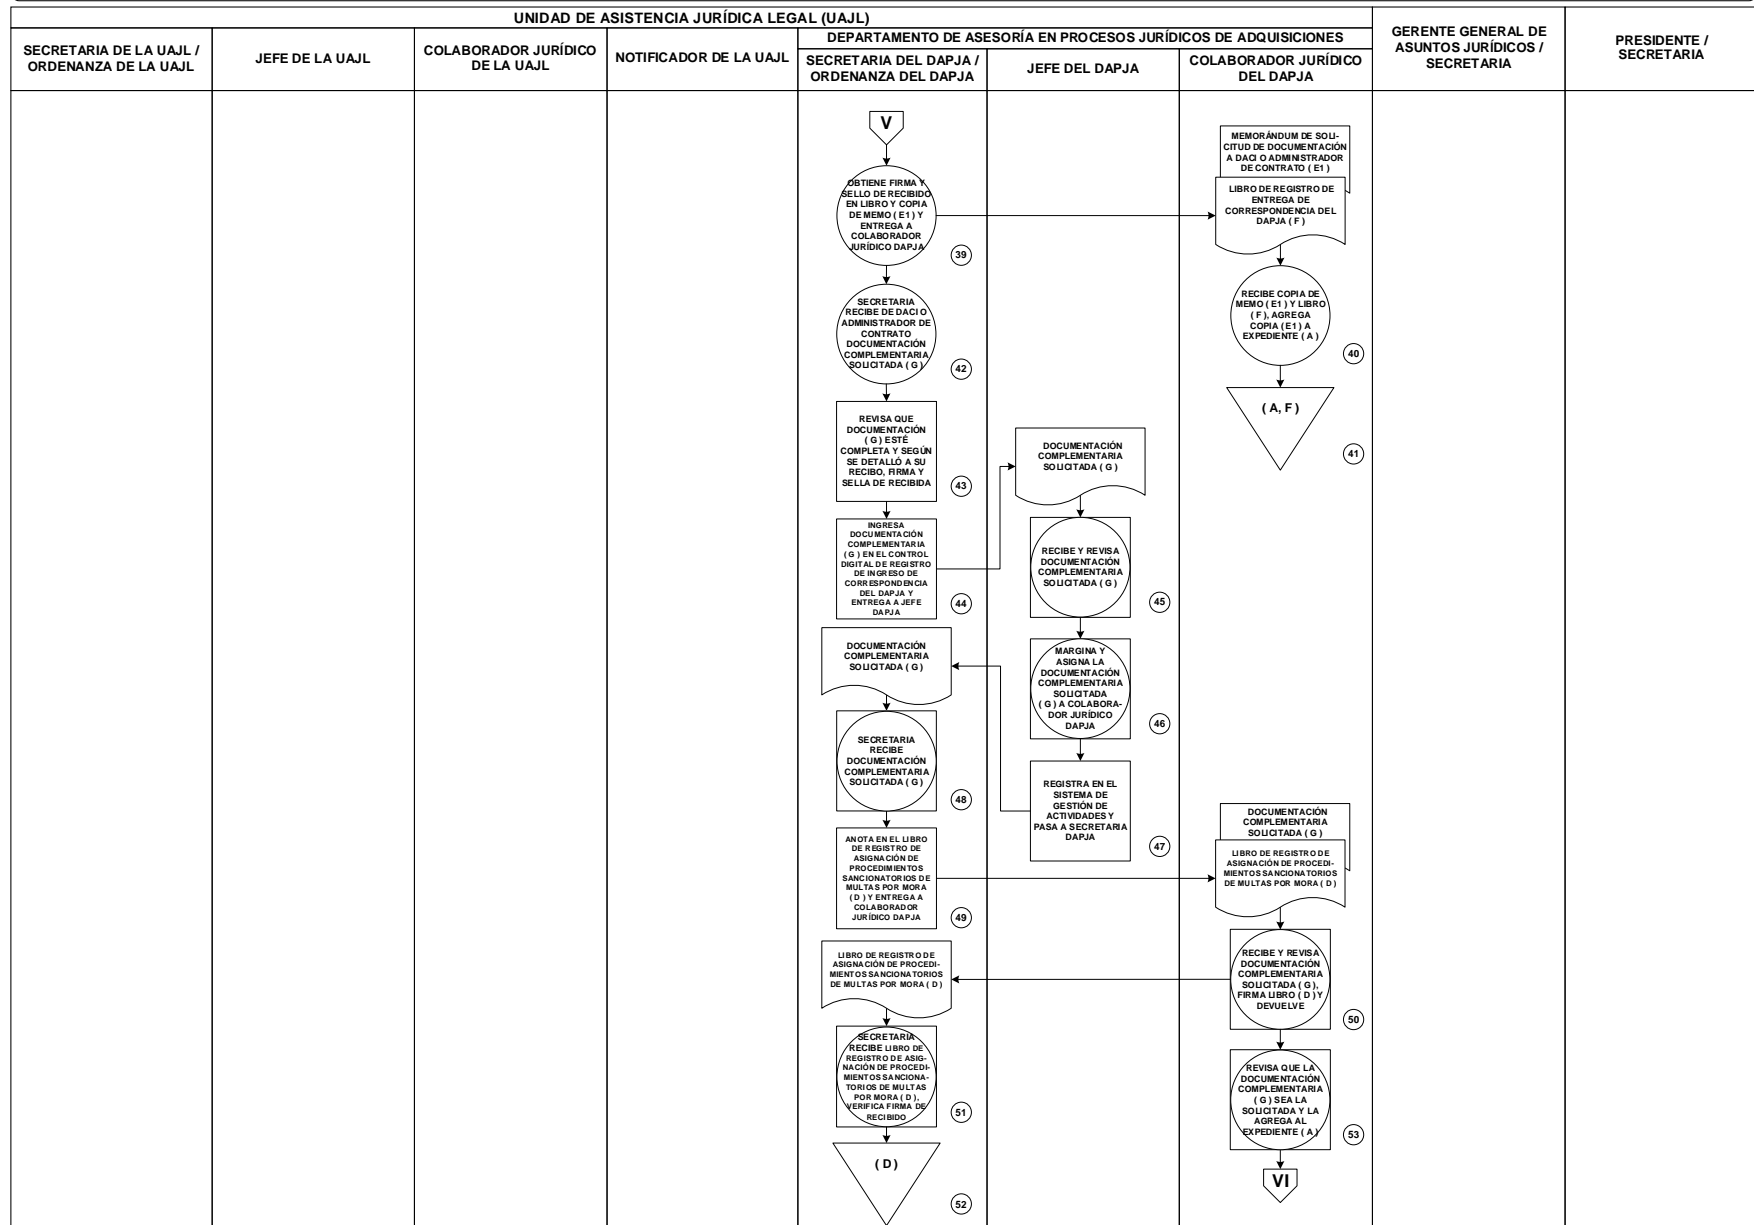 UNIDAD DE ASISTENCIA JURÍDICA LEGAL (UAJL)
GERENTE GENERAL DE
ASUNTOS JURÍDICOS /
SECRETARIA
PRESIDENTE /
SECRETARIA
SECRETARIA DE LA UAJL /
ORDENANZA DE LA UAJL
JEFE DE LA UAJL
COLABORADOR JURÍDICO
DE LA UAJL
NOTIFICADOR DE LA UAJL
DEPARTAMENTO DE ASESORÍA EN PROCESOS JURÍDICOS DE ADQUISICIONES
SECRETARIA DEL DAPJA /
ORDENANZA DEL DAPJA
JEFE DEL DAPJA
COLABORADOR JURÍDICO
DEL DAPJA
V
OBTIENE FIRMA Y
SELLO DE RECIBIDO
EN LIBRO Y COPIA
DE MEMO ( E1 ) Y
ENTREGA A
COLABORADOR
JURÍDICO DAPJA
39
MEMORÁNDUM DE SOLI-
CITUD DE DOCUMENTACIÓN
A DACI O ADMINISTRADOR
DE CONTRATO ( E1 )
LIBRO DE REGISTRO DE
ENTREGA DE
CORRESPONDENCIA DEL
DAPJA ( F )
RECIBE COPIA DE
MEMO ( E1 ) Y LIBRO
( F ), AGREGA
COPIA ( E1 ) A
EXPEDIENTE ( A )
40
( A, F )
41
SECRETARIA
RECIBE DE DACI O
ADMINISTRADOR DE
CONTRATO
DOCUMENTACIÓN
COMPLEMENTARIA
SOLICITADA ( G )
42
REVISA QUE
DOCUMENTACIÓN
( G ) ESTÉ
COMPLETA Y SEGÚN
SE DETALLÓ A SU
RECIBO, FIRMA Y
SELLA DE RECIBIDA
43
INGRESA
DOCUMENTACIÓN
COMPLEMENTARIA
( G ) EN EL CONTROL
DIGITAL DE REGISTRO
DE INGRESO DE
CORRESPONDENCIA
DEL DAPJA Y
ENTREGA A JEFE
DAPJA
44
DOCUMENTACIÓN
COMPLEMENTARIA
SOLICITADA ( G )
RECIBE Y REVISA
DOCUMENTACIÓN
COMPLEMENTARIA
SOLICITADA ( G )
45
MARGINA Y
ASIGNA LA
DOCUMENTACIÓN
COMPLEMENTARIA
SOLICITADA
( G ) A COLABORA-
DOR JURÍDICO
DAPJA
46
REGISTRA EN EL
SISTEMA DE
GESTIÓN DE
ACTIVIDADES Y
PASA A SECRETARIA
DAPJA
47
DOCUMENTACIÓN
COMPLEMENTARIA
SOLICITADA ( G )
SECRETARIA
RECIBE
DOCUMENTACIÓN
COMPLEMENTARIA
SOLICITADA ( G )
48
ANOTA EN EL LIBRO
DE REGISTRO DE
ASIGNACIÓN DE
PROCEDIMIENTOS
SANCIONATORIOS DE
MULTAS POR MORA
( D ) Y ENTREGA A
COLABORADOR
JURÍDICO DAPJA
49
DOCUMENTACIÓN
COMPLEMENTARIA
SOLICITADA ( G )
LIBRO DE REGISTRO DE
ASIGNACIÓN DE PROCEDI-
MIENTOS SANCIONATORIOS
DE MULTAS POR MORA ( D )
RECIBE Y REVISA
DOCUMENTACIÓN
COMPLEMENTARIA
SOLICITADA ( G ),
FIRMA LIBRO ( D ) Y
DEVUELVE
50
LIBRO DE REGISTRO DE
ASIGNACIÓN DE PROCEDI-
MIENTOS SANCIONATORIOS
DE MULTAS POR MORA ( D )
SECRETARIA
RECIBE LIBRO DE
REGISTRO DE ASIG-
NACIÓN DE PROCEDI-
MIENTOS SANCIONA-
TORIOS DE MULTAS
POR MORA ( D ),
VERIFICA FIRMA DE
RECIBIDO
51
( D )
52
REVISA QUE LA
DOCUMENTACIÓN
COMPLEMENTARIA
( G ) SEA LA
SOLICITADA Y LA
AGREGA AL
EXPEDIENTE ( A )
53
VI